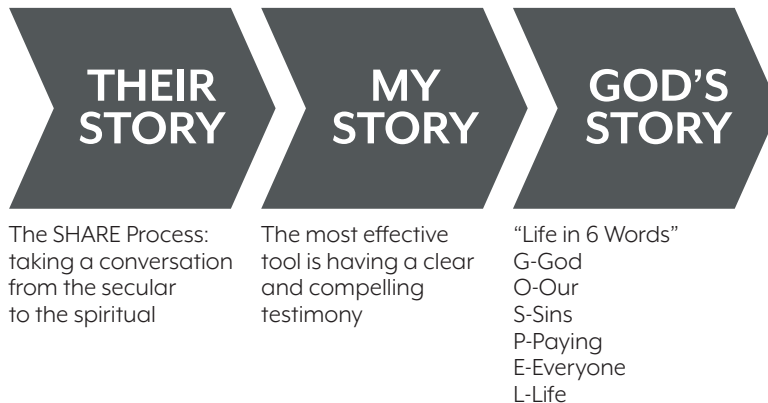 THEIR
STORY
The SHARE Process:
taking a conversation
from the secular
to the spiritual
MY
STORY
The most effective
tool is having a clear
and compelling
testimony
GOD’S
STORY
“Life in 6 Words”
G-God
O-Our
S-Sins
P-Paying
E-Everyone
L-Life